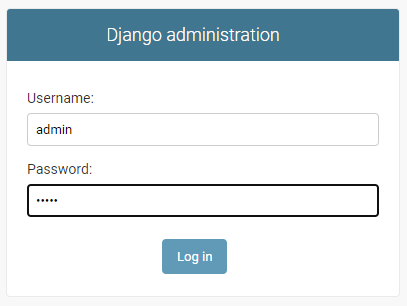 Django administration
Username:
admin
Password:
•••••
Log in